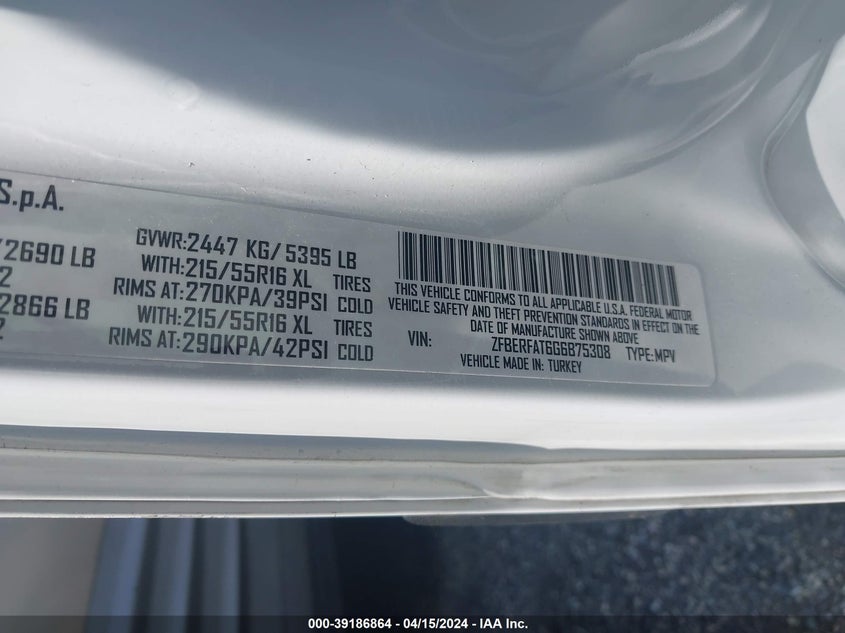 S.p.A.
2690 LB
2866 LB
GVWR:2447 KG/ 5395 LB
WITH:215/55R16 XL TIRES
RIMS AT:270KPA/39PSI COLD
WITH:215/55R16 XL TIRES
RIMS AT:290KPA/42PSI COLD
THIS VEHICLE CONFORMS TO ALL APPLICABLE U.S.A. FEDERAL MOTOR
VEHICLE SAFETY AND THEFT PREVENTION STANDARDS IN EFFECT ON THE
DATE OF MANUFACTURE SHOWN ABOVE
VIN: ZFBERFAT6G6B75308 TYPE:MPV
VEHICLE MADE IN: TURKEY
000-39186864 - 04/15/2024 - IAA Inc.